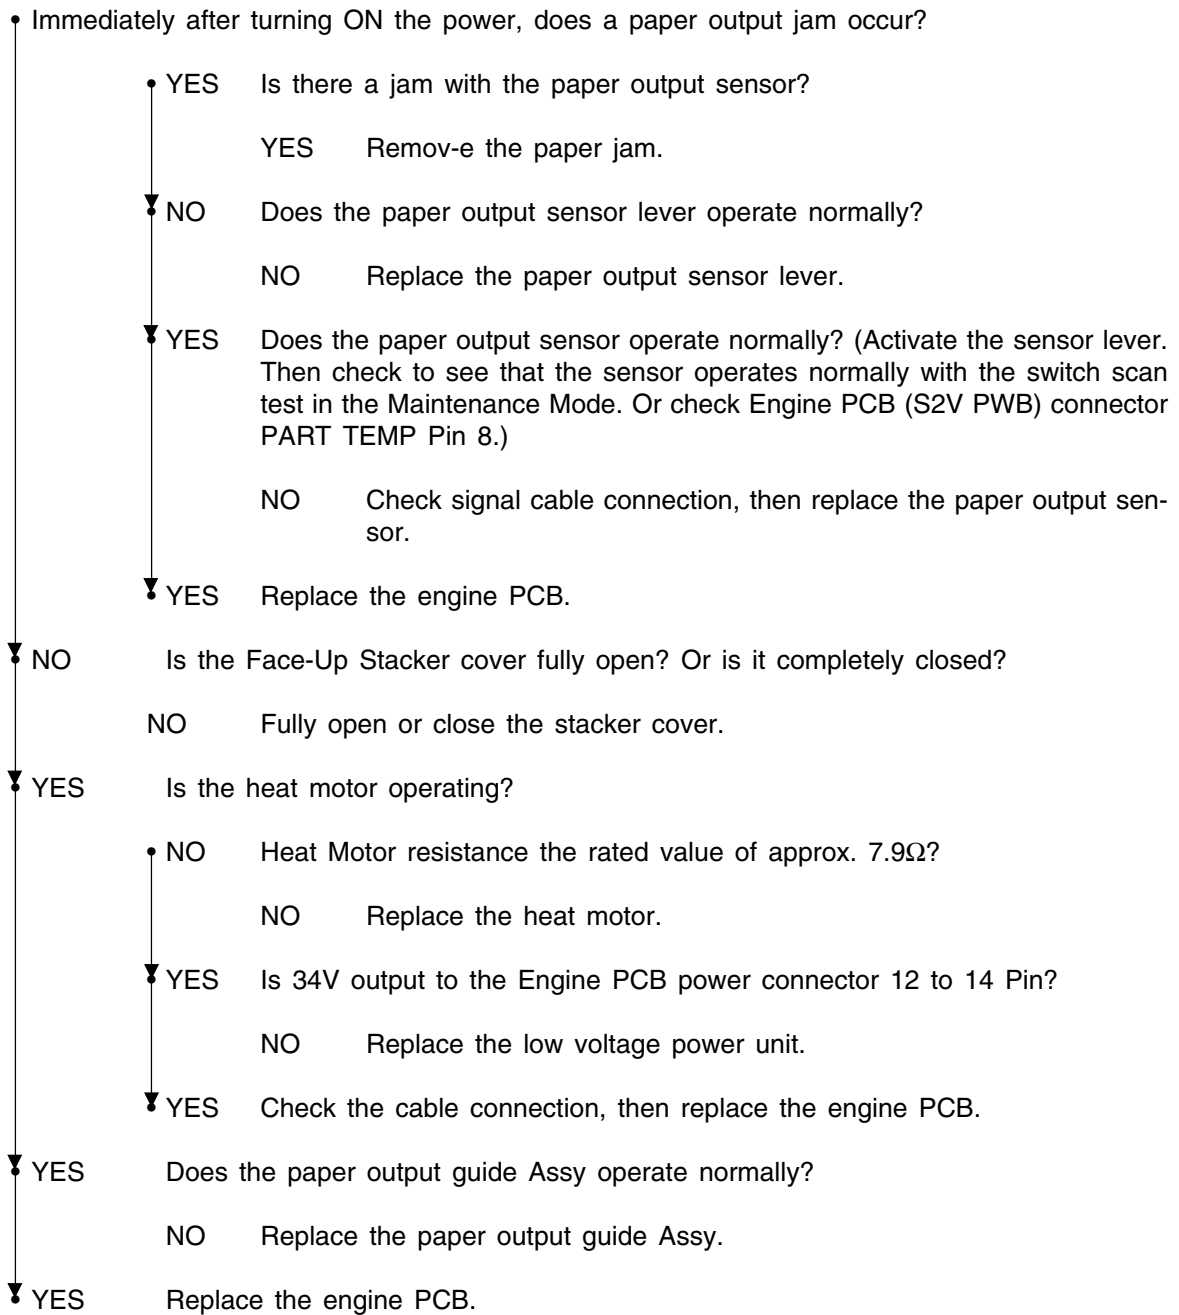 Immediately after turning ON the power, does a paper output jam occur?
YES Is there a jam with the paper output sensor?
YES Remov-e the paper jam.
NO Does the paper output sensor lever operate normally?
NO Replace the paper output sensor lever.
YES Does the paper output sensor operate normally? (Activate the sensor lever.
Then check to see that the sensor operates normally with the switch scan
test in the Maintenance Mode. Or check Engine PCB (S2V PWB) connector
PART TEMP Pin 8.)
NO Check signal cable connection, then replace the paper output sen-
sor.
YES Replace the engine PCB.
NO Is the Face-Up Stacker cover fully open? Or is it completely closed?
NO Fully open or close the stacker cover.
YES Is the heat motor operating?
NO Heat Motor resistance the rated value of approx. 7.9Ω?
NO Replace the heat motor.
YES Is 34V output to the Engine PCB power connector 12 to 14 Pin?
NO Replace the low voltage power unit.
YES Check the cable connection, then replace the engine PCB.
YES Does the paper output guide Assy operate normally?
NO Replace the paper output guide Assy.
YES Replace the engine PCB.